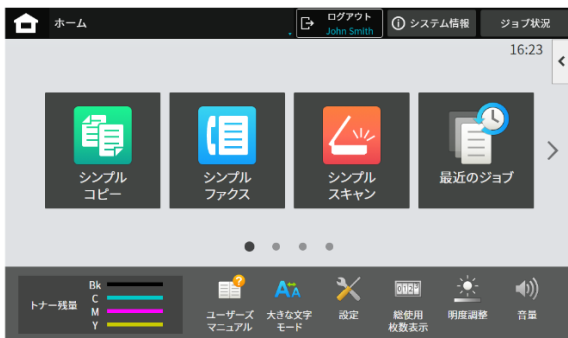 ホーム
ログアウト
John Smith
システム情報
ジョブ状況
16:23
シンプル
コピー
シンプル
ファクス
シンプル
スキャン
最近のジョブ
トナー残量
Bk
C
M
Y
ユーザーズ
マニュアル
大きな文字
モード
設定
総使用
枚数表示
明度調整
音量